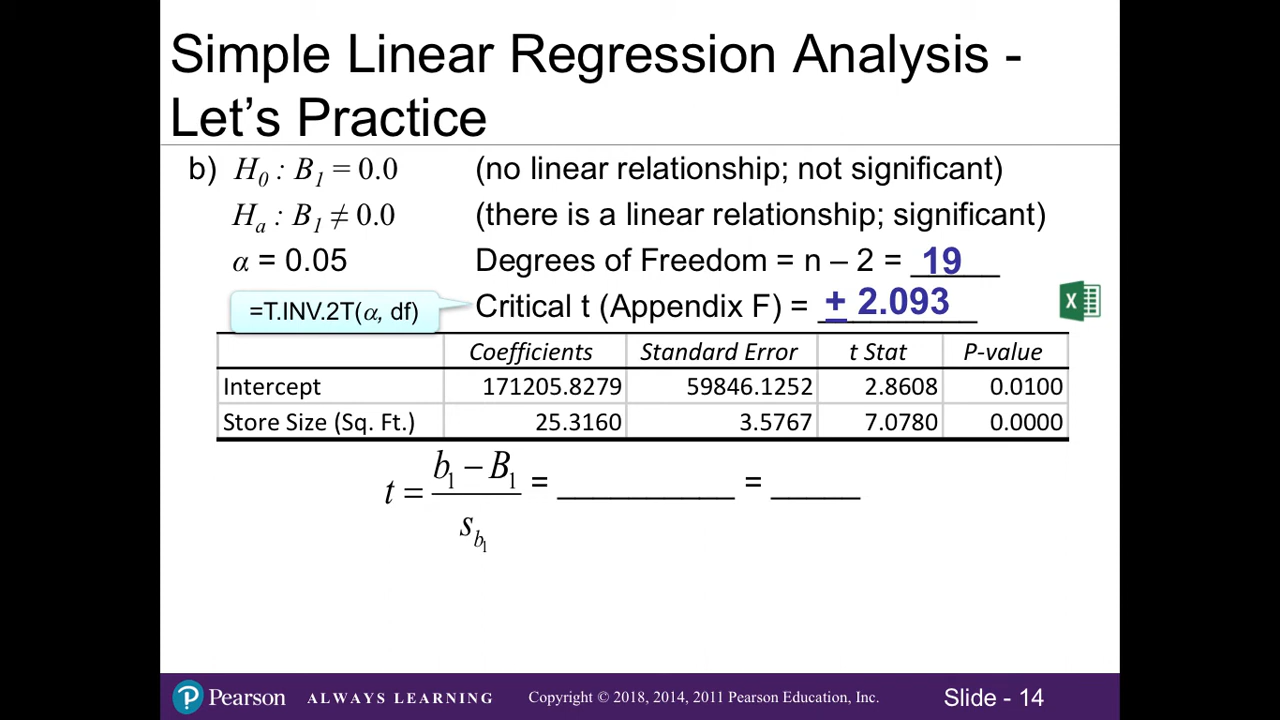 Simple Linear Regression Analysis -
Let's Practice
b) H₀ : B₁ = 0.0 (no linear relationship; not significant)
Hₐ : B₁ ≠ 0.0 (there is a linear relationship; significant)
α = 0.05 Degrees of Freedom = n – 2 = 19
=T.INV.2T(α, df) Critical t (Appendix F) = ± 2.093
Coefficients Standard Error t Stat P-value
Intercept 171205.8279 59846.1252 2.8608 0.0100
Store Size (Sq. Ft.) 25.3160 3.5767 7.0780 0.0000
t = (b₁ – B₁) / s_b₁ = __________ = _____
Pearson ALWAYS LEARNING Copyright © 2018, 2014, 2011 Pearson Education, Inc. Slide - 14